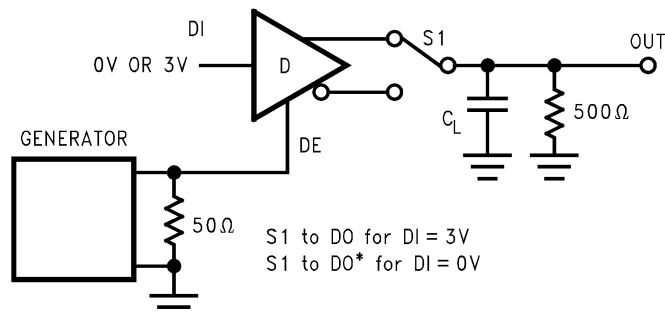 DI
S1
OUT
0V OR 3V
D
C_L
500Ω
GENERATOR
DE
50Ω
S1 to DO for DI = 3V
S1 to DO* for DI = 0V